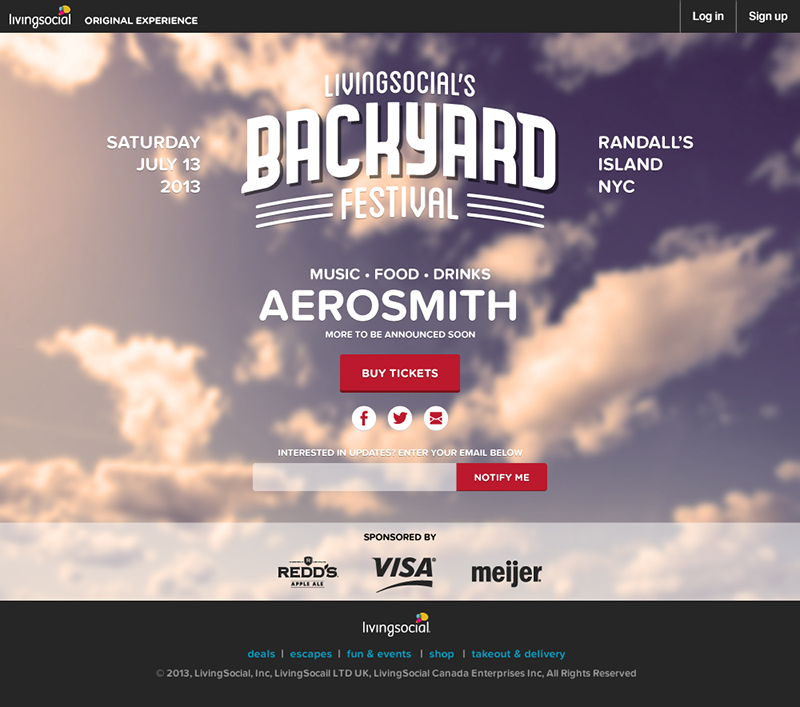 livingsocial ORIGINAL EXPERIENCE
Log in
Sign up
LIVINGSOCIAL'S
BACKYARD
FESTIVAL
SATURDAY
JULY 13
2013
RANDALL'S
ISLAND
NYC
MUSIC • FOOD • DRINKS
AEROSMITH
MORE TO BE ANNOUNCED SOON
BUY TICKETS
INTERESTED IN UPDATES? ENTER YOUR EMAIL BELOW
NOTIFY ME
SPONSORED BY
REDD'S
APPLE ALE
VISA
meijer
livingsocial
deals | escapes | fun & events | shop | takeout & delivery
© 2013, LivingSocial, Inc, LivingSocail LTD UK, LivingSocial Canada Enterprises Inc, All Rights Reserved